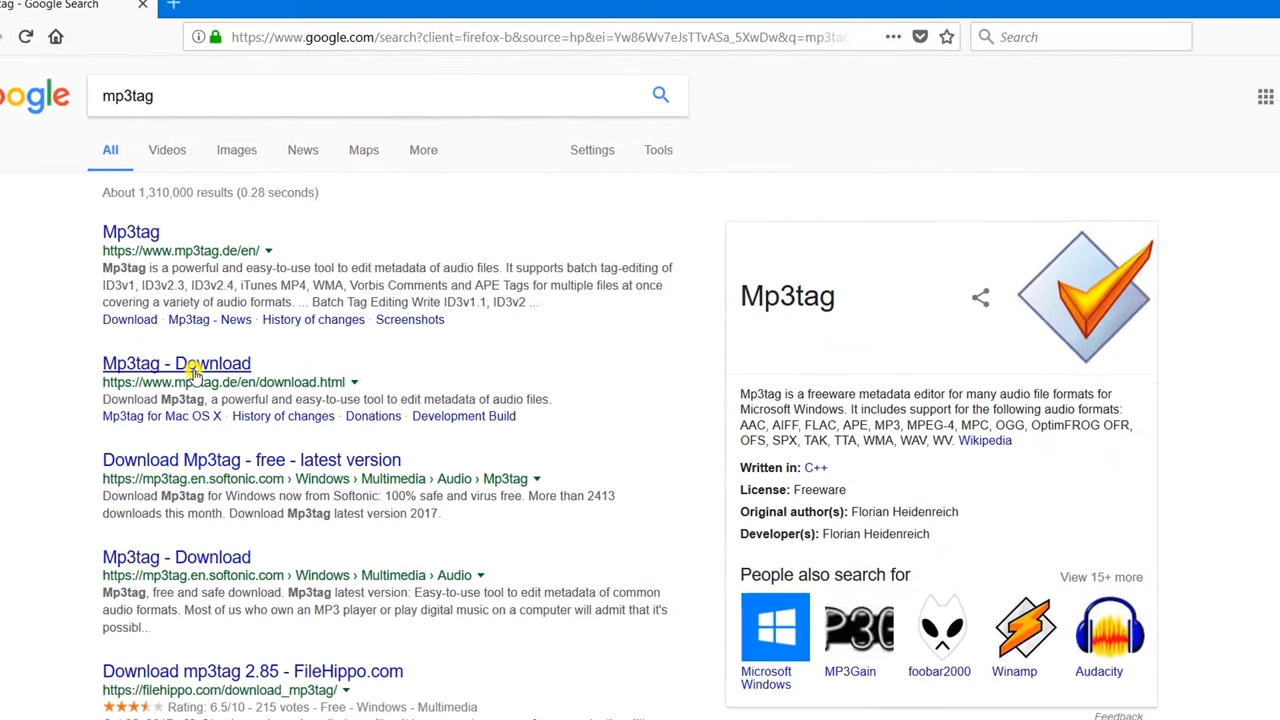 tag - Google Search
https://www.google.com/search?client=firefox-b&source=hp&ei=Yw86Wv7eJsTTvASa_5XwDw&q=mp3tag
Search
oogle
mp3tag
All
Videos
Images
News
Maps
More
Settings
Tools
About 1,310,000 results (0.28 seconds)
Mp3tag
https://www.mp3tag.de/en/
Mp3tag is a powerful and easy-to-use tool to edit metadata of audio files. It supports batch tag-editing of
ID3v1, ID3v2.3, ID3v2.4, iTunes MP4, WMA, Vorbis Comments and APE Tags for multiple files at once
covering a variety of audio formats. ... Batch Tag Editing Write ID3v1.1, ID3v2 ...
Download · Mp3tag - News · History of changes · Screenshots
Mp3tag - Download
https://www.mp3tag.de/en/download.html
Download Mp3tag, a powerful and easy-to-use tool to edit metadata of audio files.
Mp3tag for Mac OS X · History of changes · Donations · Development Build
Download Mp3tag - free - latest version
https://mp3tag.en.softonic.com › Windows › Multimedia › Audio › Mp3tag
Download Mp3tag for Windows now from Softonic: 100% safe and virus free. More than 2413
downloads this month. Download Mp3tag latest version 2017.
Mp3tag - Download
https://mp3tag.en.softonic.com › Windows › Multimedia › Audio
Mp3tag, free and safe download. Mp3tag latest version: Easy-to-use tool to edit metadata of common
audio formats. Most of us who own an MP3 player or play digital music on a computer will admit that it's
possibl...
Download mp3tag 2.85 - FileHippo.com
https://filehippo.com/download_mp3tag/
Rating: 6.5/10 - 215 votes - Free - Windows - Multimedia
Mp3tag
Mp3tag is a freeware metadata editor for many audio file formats for
Microsoft Windows. It includes support for the following audio formats:
AAC, AIFF, FLAC, APE, MP3, MPEG-4, MPC, OGG, OptimFROG OFR,
OFS, SPX, TAK, TTA, WMA, WAV, WV. Wikipedia
Written in: C++
License: Freeware
Original author(s): Florian Heidenreich
Developer(s): Florian Heidenreich
People also search for
View 15+ more
Microsoft
Windows
MP3Gain
foobar2000
Winamp
Audacity
Feedback